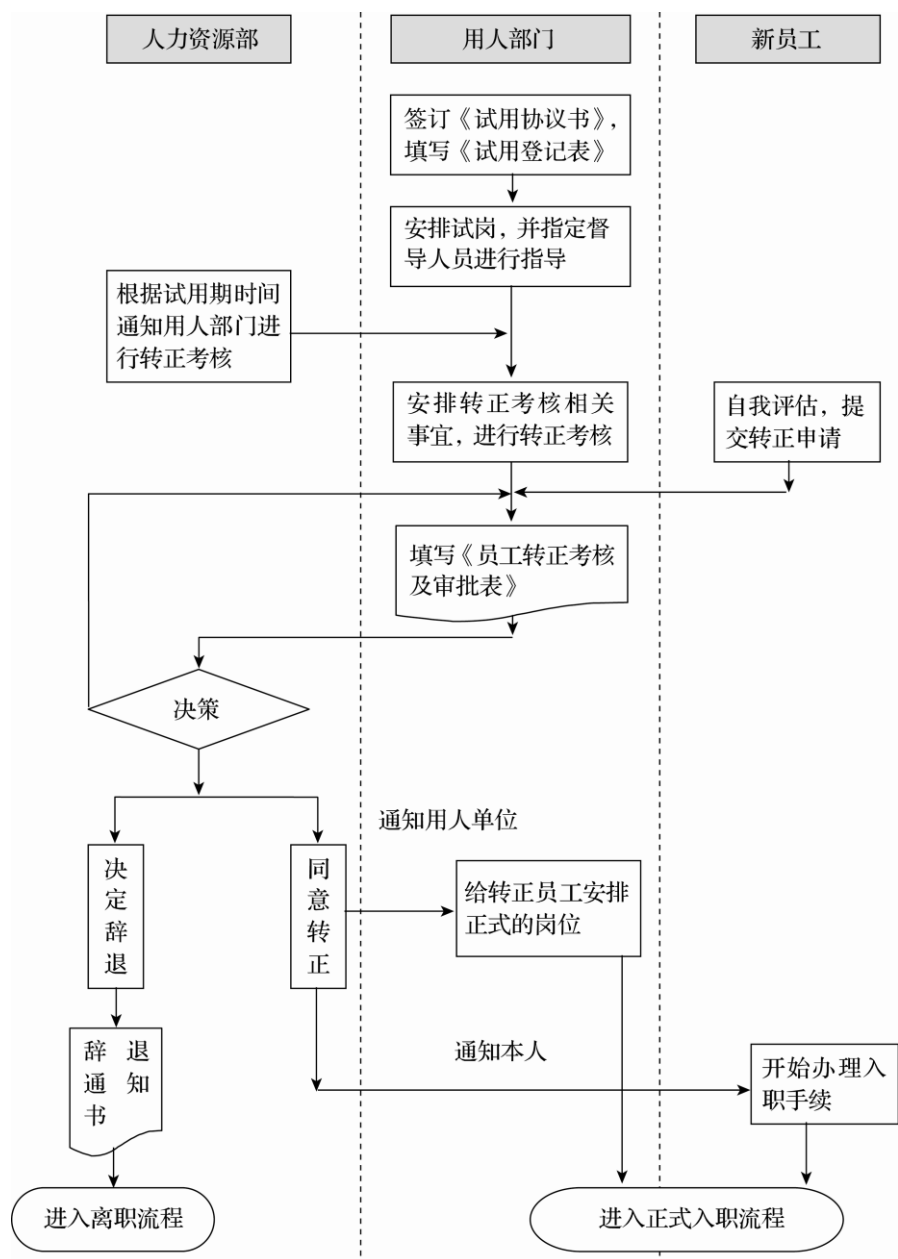 人力资源部
用人部门
新员工
签订《试用协议书》，
填写《试用登记表》
安排试岗，并指定督
导人员进行指导
根据试用期时间
通知用人部门进
行转正考核
安排转正考核相关
事宜，进行转正考核
自我评估，提
交转正申请
填写《员工转正考核
及审批表》
决策
通知用人单位
决
定
辞
退
同
意
转
正
给转正员工安排
正式的岗位
辞 退
通 知
书
通知本人
开始办理入
职手续
进入离职流程
进入正式入职流程